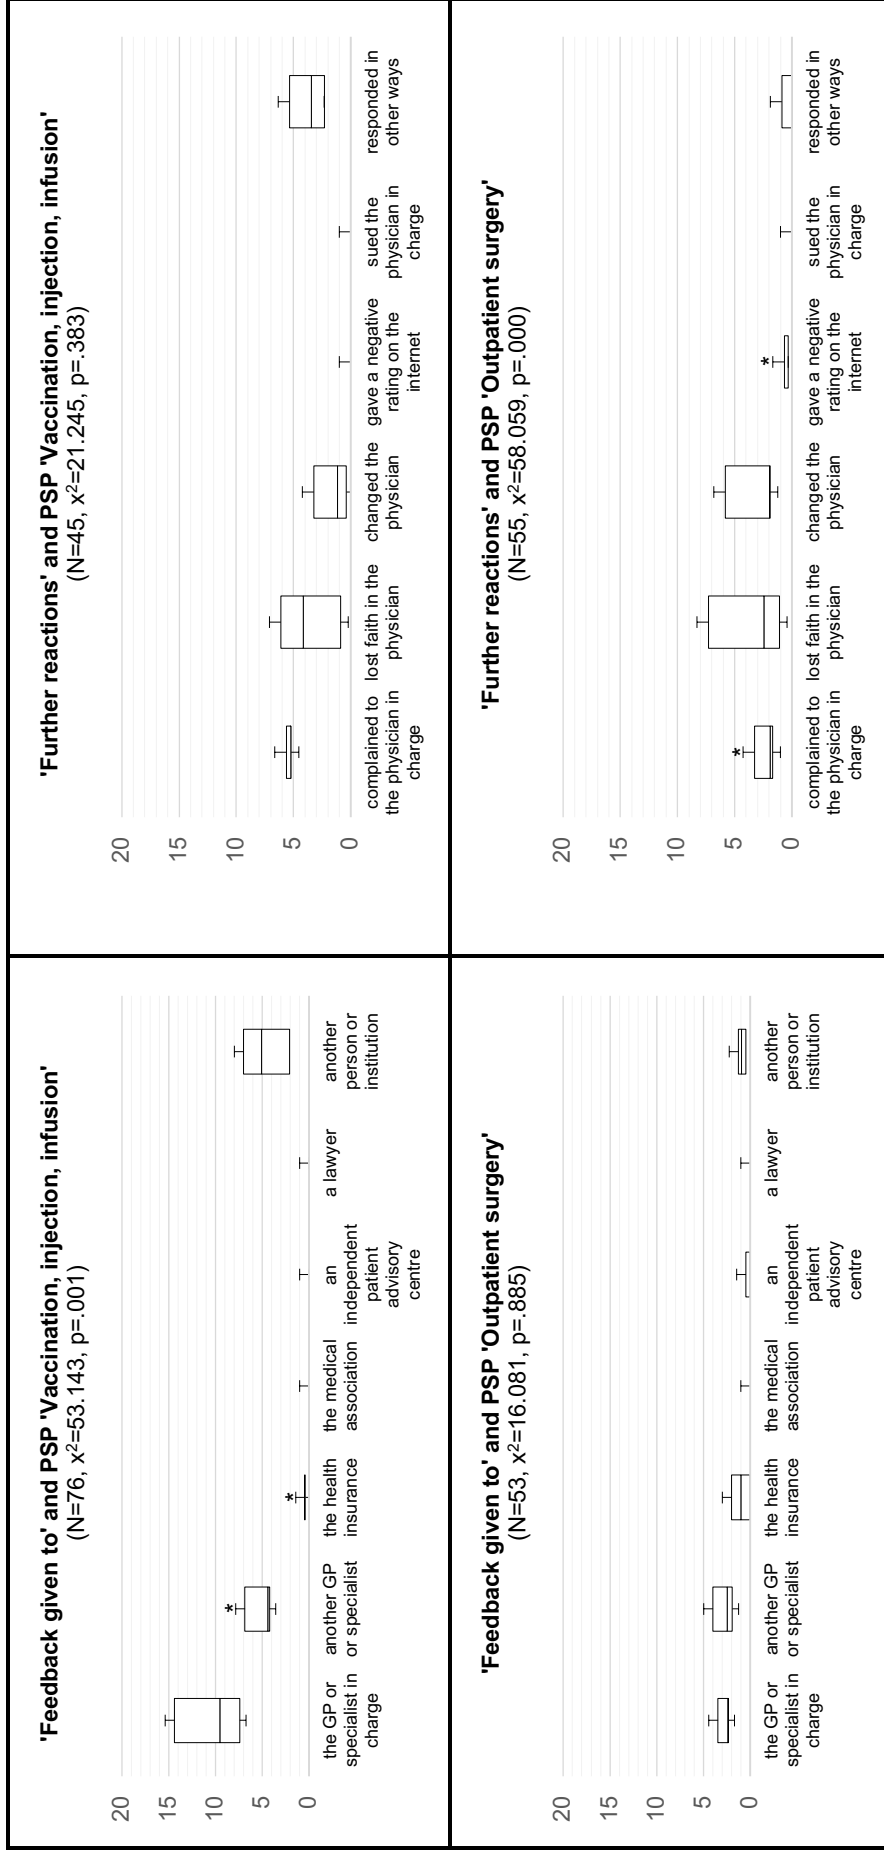 'Feedback given to' and PSP 'Vaccination, injection, infusion'
(N=76, x²=53.143, p=.001)
20
15
10
5
0
*
*
the GP or
specialist in
charge
another GP
or specialist
the health
insurance
the medical
association
an
independent
patient
advisory
centre
a lawyer
another
person or
institution
'Further reactions' and PSP 'Vaccination, injection, infusion'
(N=45, x²=21.245, p=.383)
20
15
10
5
0
complained to
the physician in
charge
lost faith in the
physician
changed the
physician
gave a negative
rating on the
internet
sued the
physician in
charge
responded in
other ways
'Feedback given to' and PSP 'Outpatient surgery'
(N=53, x²=16.081, p=.885)
20
15
10
5
0
the GP or
specialist in
charge
another GP
or specialist
the health
insurance
the medical
association
an
independent
patient
advisory
centre
a lawyer
another
person or
institution
'Further reactions' and PSP 'Outpatient surgery'
(N=55, x²=58.059, p=.000)
20
15
10
5
0
*
*
complained to
the physician in
charge
lost faith in the
physician
changed the
physician
gave a negative
rating on the
internet
sued the
physician in
charge
responded in
other ways